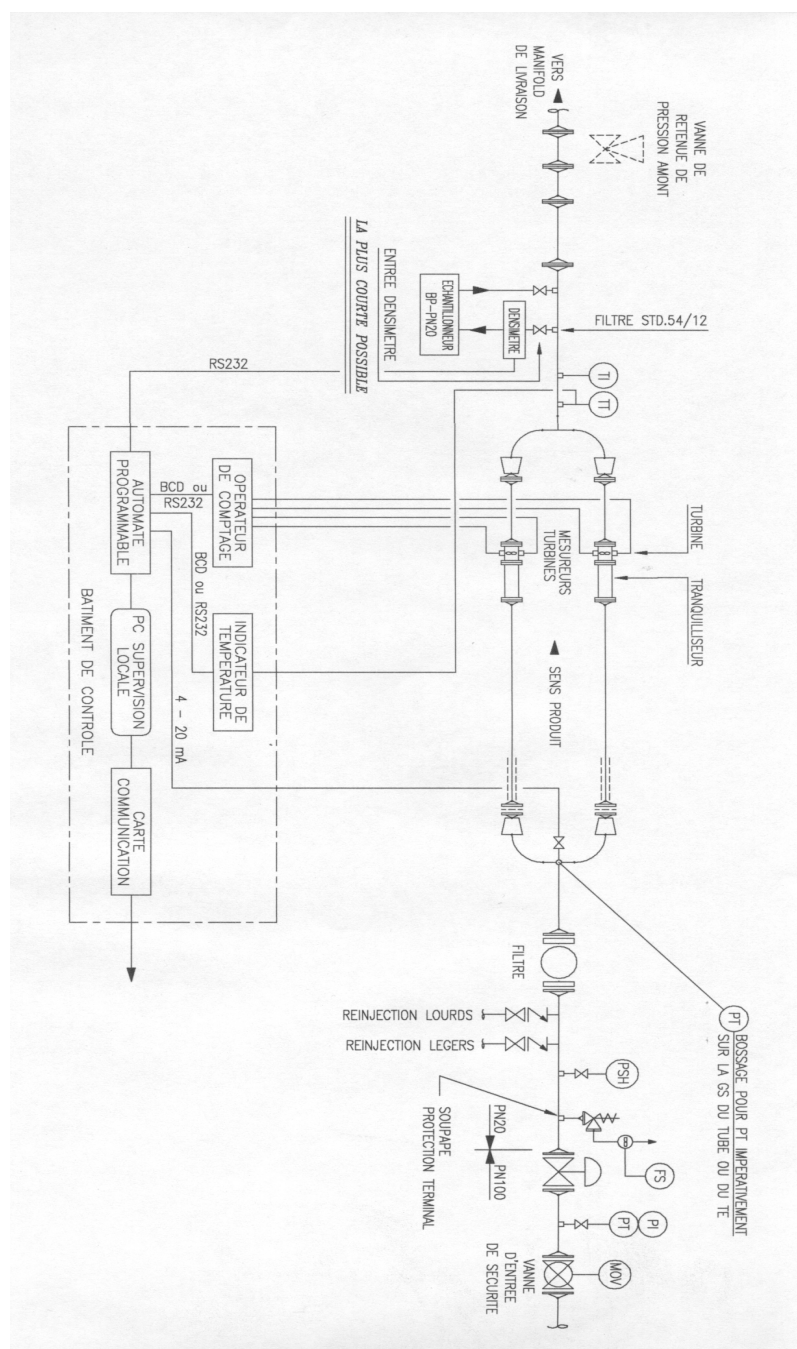 VERS
MANIFOLD
DE LIVRAISON
VANNE DE
RETENUE DE
PRESSION AMONT
LA PLUS COURTE POSSIBLE
ENTREE DENSIMETRE
ECHANTILLONNEUR
BP-PN20
DENSIMETRE
FILTRE STD.54/12
RS232
TI
TT
AUTOMATE
PROGRAMMABLE
BCD ou
RS232
OPERATEUR
DE COMPTAGE
BCD ou RS232
INDICATEUR DE
TEMPERATURE
PC SUPERVISION
LOCALE
BATIMENT DE CONTROLE
4 - 20 mA
CARTE
COMMUNICATION
MESUREURS
TURBINES
TURBINE
TRANQUILLISEUR
SENS PRODUIT
FILTRE
REINJECTION LOURDS
REINJECTION LEGERS
PT
BOSSAGE POUR PT IMPERATIVEMENT
SUR LA GS DU TUBE OU DU TE
PSH
SOUPAPE
PROTECTION TERMINAL
PN20
PN100
FS
PT
PI
VANNE
D'ENTREE
DE SECURITE
MOV